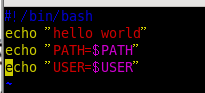 #!/bin/bash
echo "hello world"
echo "PATH=$PATH"
echo "USER=$USER"
~